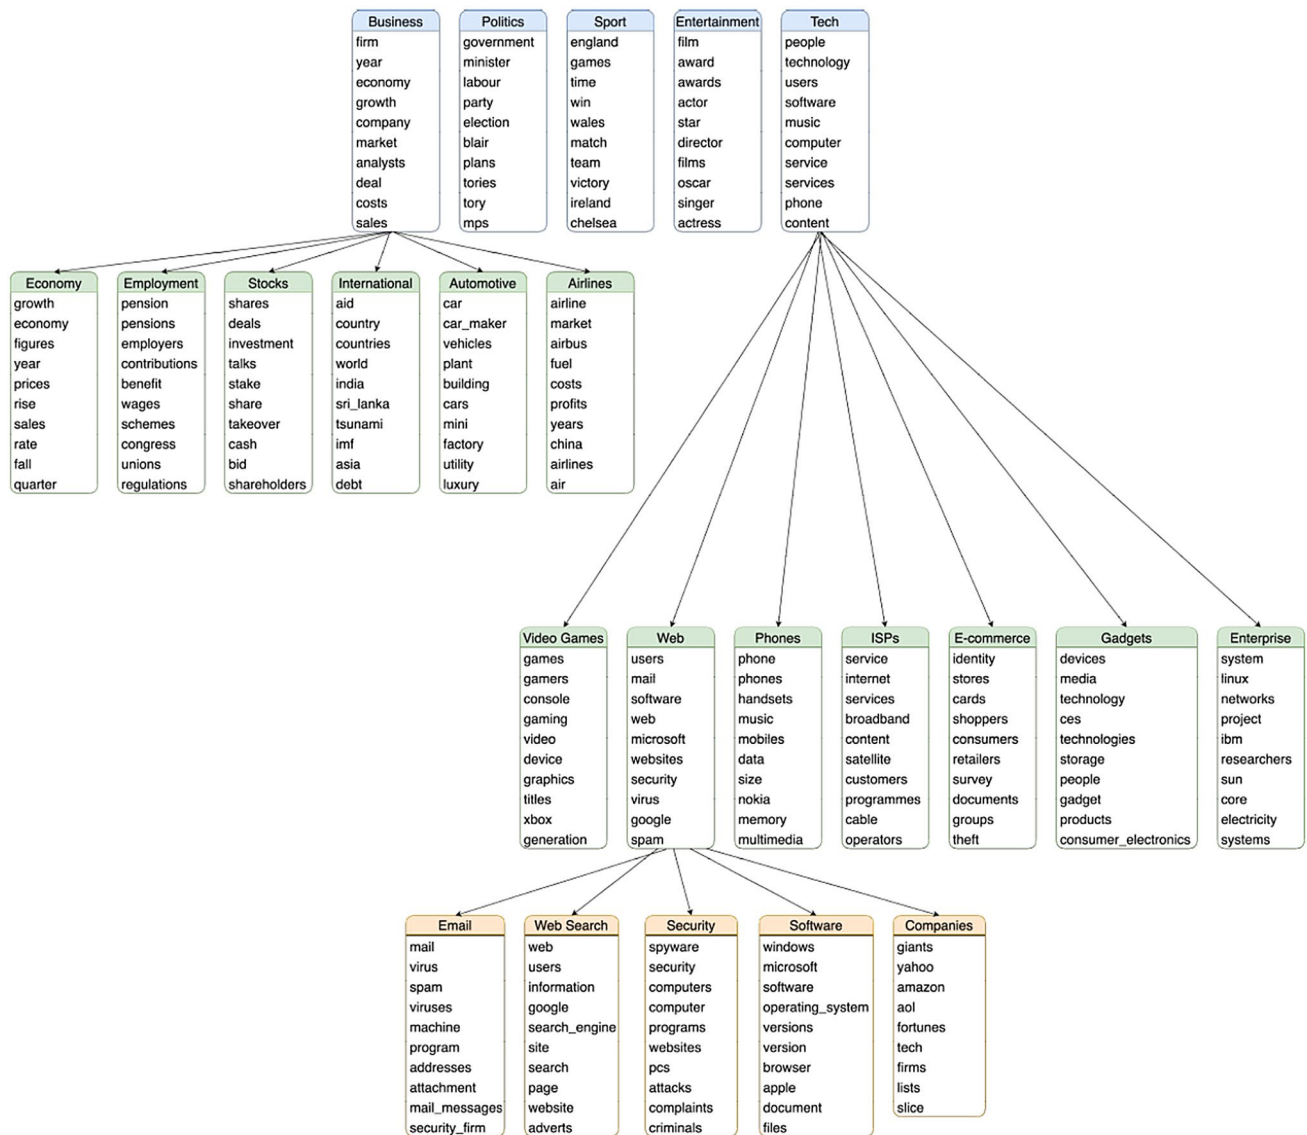 Business
firm
year
economy
growth
company
market
analysts
deal
costs
sales
Politics
government
minister
labour
party
election
blair
plans
tories
tory
mps
Sport
england
games
time
win
wales
match
team
victory
ireland
chelsea
Entertainment
film
award
awards
actor
star
director
films
oscar
singer
actress
Tech
people
technology
users
software
music
computer
service
services
phone
content
Economy
growth
economy
figures
year
prices
rise
sales
rate
fall
quarter
Employment
pension
pensions
employers
contributions
benefit
wages
schemes
congress
unions
regulations
Stocks
shares
deals
investment
talks
stake
share
takeover
cash
bid
shareholders
International
aid
country
countries
world
india
sri_lanka
tsunami
imf
asia
debt
Automotive
car
car_maker
vehicles
plant
building
cars
mini
factory
utility
luxury
Airlines
airline
market
airbus
fuel
costs
profits
years
china
airlines
air
Video Games
games
gamers
console
gaming
video
device
graphics
titles
xbox
generation
Web
users
mail
software
web
microsoft
websites
security
virus
google
spam
Phones
phone
phones
handsets
music
mobiles
data
size
nokia
memory
multimedia
ISPs
service
internet
services
broadband
content
satellite
customers
programmes
cable
operators
E-commerce
identity
stores
cards
shoppers
consumers
retailers
survey
documents
groups
theft
Gadgets
devices
media
technology
ces
technologies
storage
people
gadget
products
consumer_electronics
Enterprise
system
linux
networks
project
ibm
researchers
sun
core
electricity
systems
Email
mail
virus
spam
viruses
machine
program
addresses
attachment
mail_messages
security_firm
Web Search
web
users
information
google
search_engine
site
search
page
website
adverts
Security
spyware
security
computers
computer
programs
websites
pcs
attacks
complaints
criminals
Software
windows
microsoft
software
operating_system
versions
version
browser
apple
document
files
Companies
giants
yahoo
amazon
aol
fortunes
tech
firms
lists
slice